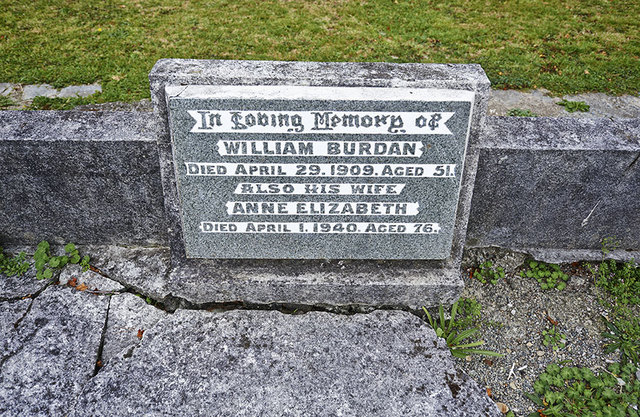 In Loving Memory of
WILLIAM BURDAN
DIED APRIL 29. 1909. AGED 51.
ALSO HIS WIFE
ANNE ELIZABETH
DIED APRIL 1. 1940. AGED 76.